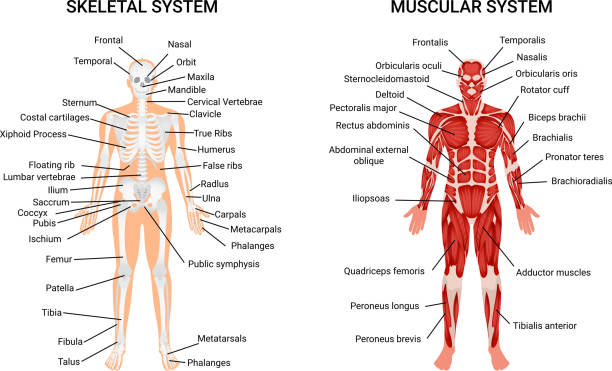 SKELETAL SYSTEM
Frontal
Nasal
Temporal
Orbit
Maxila
Mandible
Sternum
Cervical Vertebrae
Costal cartilages
Clavicle
Xiphoid Process
True Ribs
Humerus
Floating rib
False ribs
Lumbar vertebrae
Radlus
Ilium
Ulna
Saccrum
Coccyx
Carpals
Pubis
Metacarpals
Ischium
Phalanges
Femur
Public symphysis
Patella
Tibia
Fibula
Metatarsals
Talus
Phalanges
MUSCULAR SYSTEM
Frontalis
Temporalis
Nasalis
Orbicularis oculi
Orbicularis oris
Sternocleidomastoid
Rotator cuff
Deltoid
Pectoralis major
Biceps brachii
Rectus abdominis
Brachialis
Abdominal external
oblique
Pronator teres
Brachioradialis
Iliopsoas
Quadriceps femoris
Adductor muscles
Peroneus longus
Tibialis anterior
Peroneus brevis